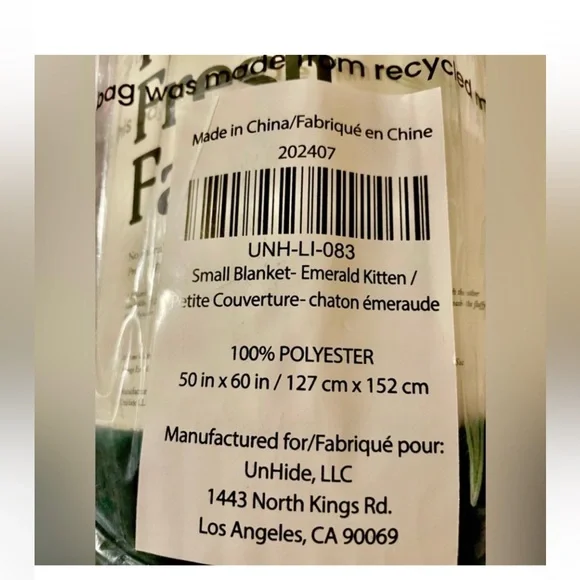 bag was made from recycled
Fresh
Made in China/Fabriqué en Chine
202407
UNH-LI-083
Small Blanket- Emerald Kitten /
etite Couverture- chaton émeraude
100% POLYESTER
50 in x 60 in / 127 cm x 152 cm
Manufactured for/Fabriqué pour:
UnHide, LLC
1443 North Kings Rd.
Los Angeles, CA 90069